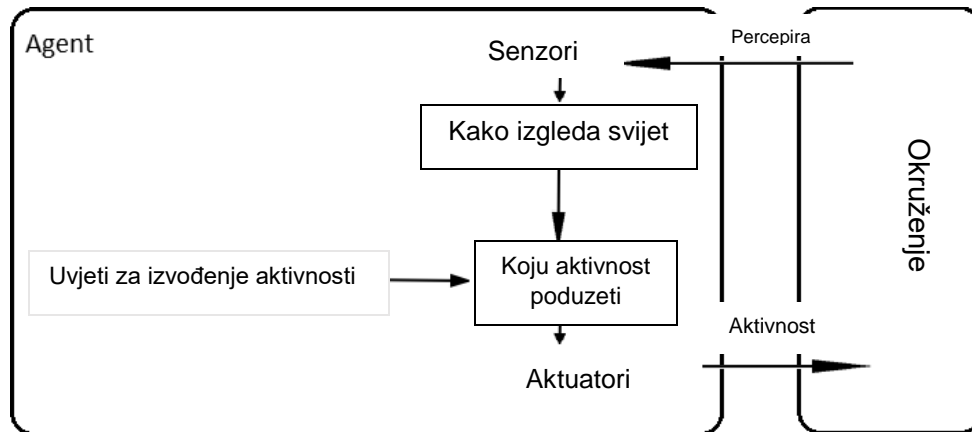 Agent
Senzori
Percepira
Kako izgleda svijet
Okruženje
Uvjeti za izvođenje aktivnosti
Koju aktivnost
poduzeti
Aktivnost
Aktuatori